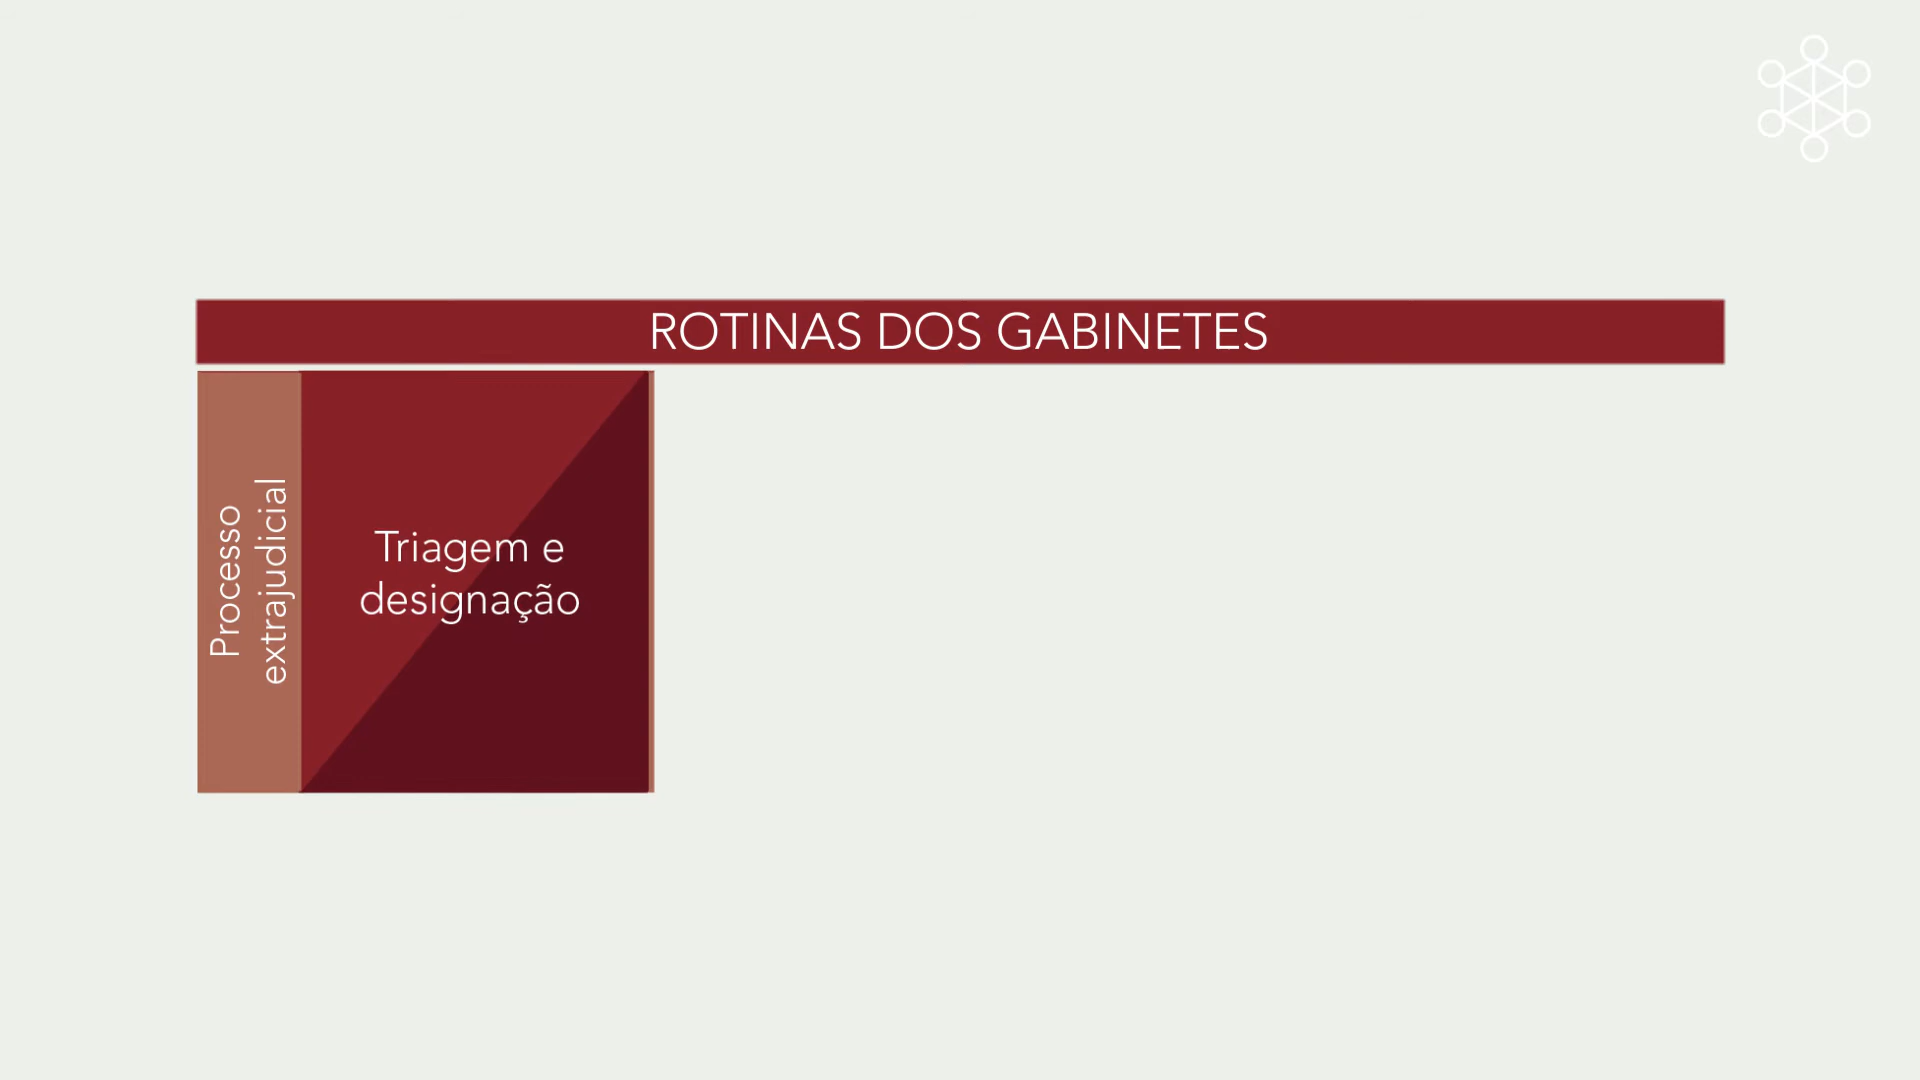 ROTINAS DOS GABINETES
Processo
extrajudicial
Triagem e
designação